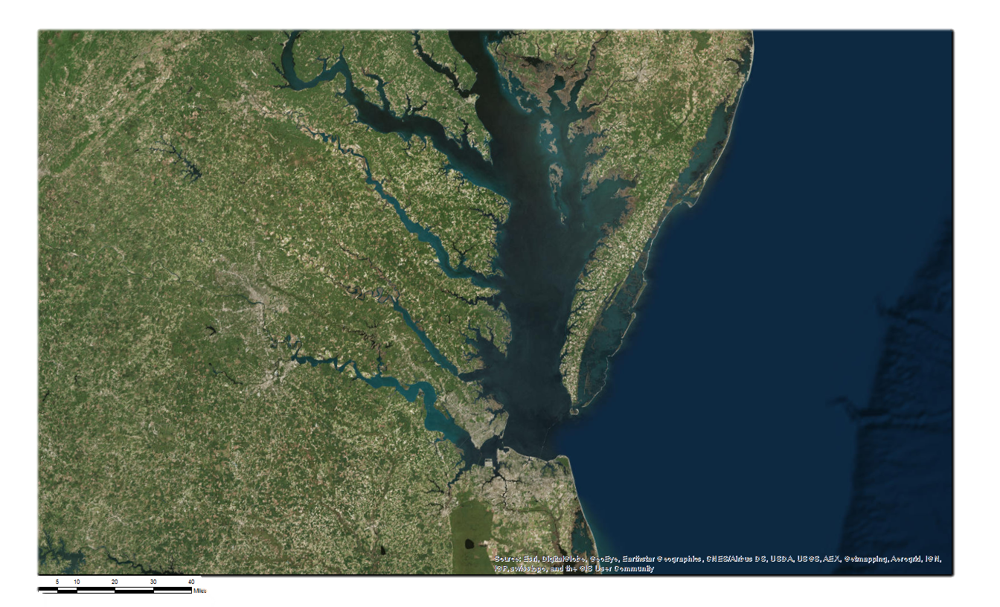 Source: Esri, DigitalGlobe, GeoEye, Earthstar Geographics, CNES/Airbus DS, USDA, USGS, AEX, Getmapping, Aerogrid, IGN,
IGP, swisstopo, and the GIS User Community
5 10 20 30 40
Miles